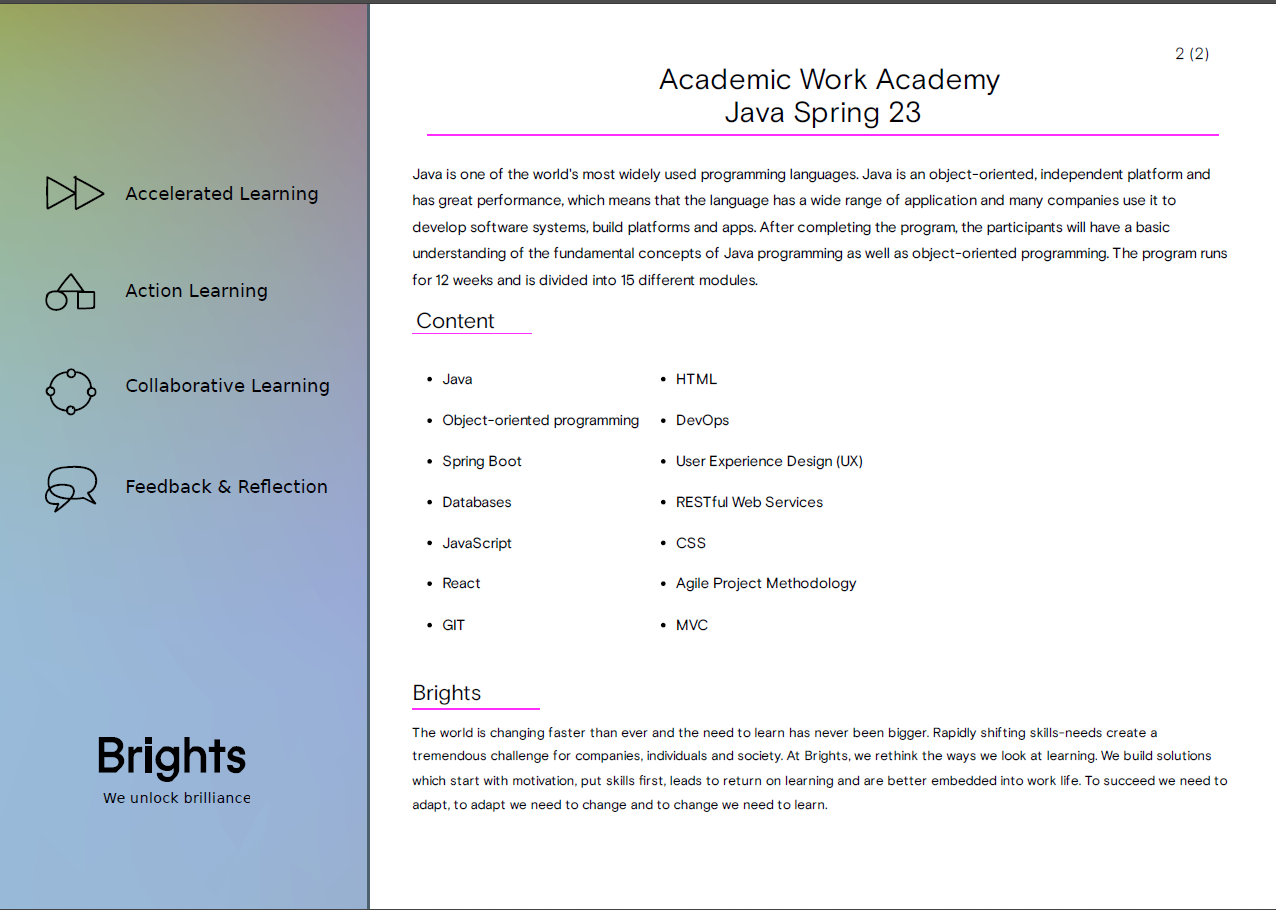 Accelerated Learning
Action Learning
Collaborative Learning
Feedback & Reflection
Brights
We unlock brilliance
2 (2)
Academic Work Academy
Java Spring 23
Java is one of the world's most widely used programming languages. Java is an object-oriented, independent platform and
has great performance, which means that the language has a wide range of application and many companies use it to
develop software systems, build platforms and apps. After completing the program, the participants will have a basic
understanding of the fundamental concepts of Java programming as well as object-oriented programming. The program runs
for 12 weeks and is divided into 15 different modules.
Content
• Java
• Object-oriented programming
• Spring Boot
• Databases
• JavaScript
• React
• GIT
• HTML
• DevOps
• User Experience Design (UX)
• RESTful Web Services
• CSS
• Agile Project Methodology
• MVC
Brights
The world is changing faster than ever and the need to learn has never been bigger. Rapidly shifting skills-needs create a
tremendous challenge for companies, individuals and society. At Brights, we rethink the ways we look at learning. We build solutions
which start with motivation, put skills first, leads to return on learning and are better embedded into work life. To succeed we need to
adapt, to adapt we need to change and to change we need to learn.